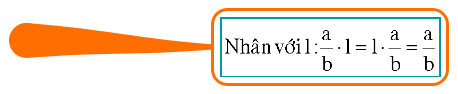 Nhân với 1: a/b · 1 = 1 · a/b = a/b